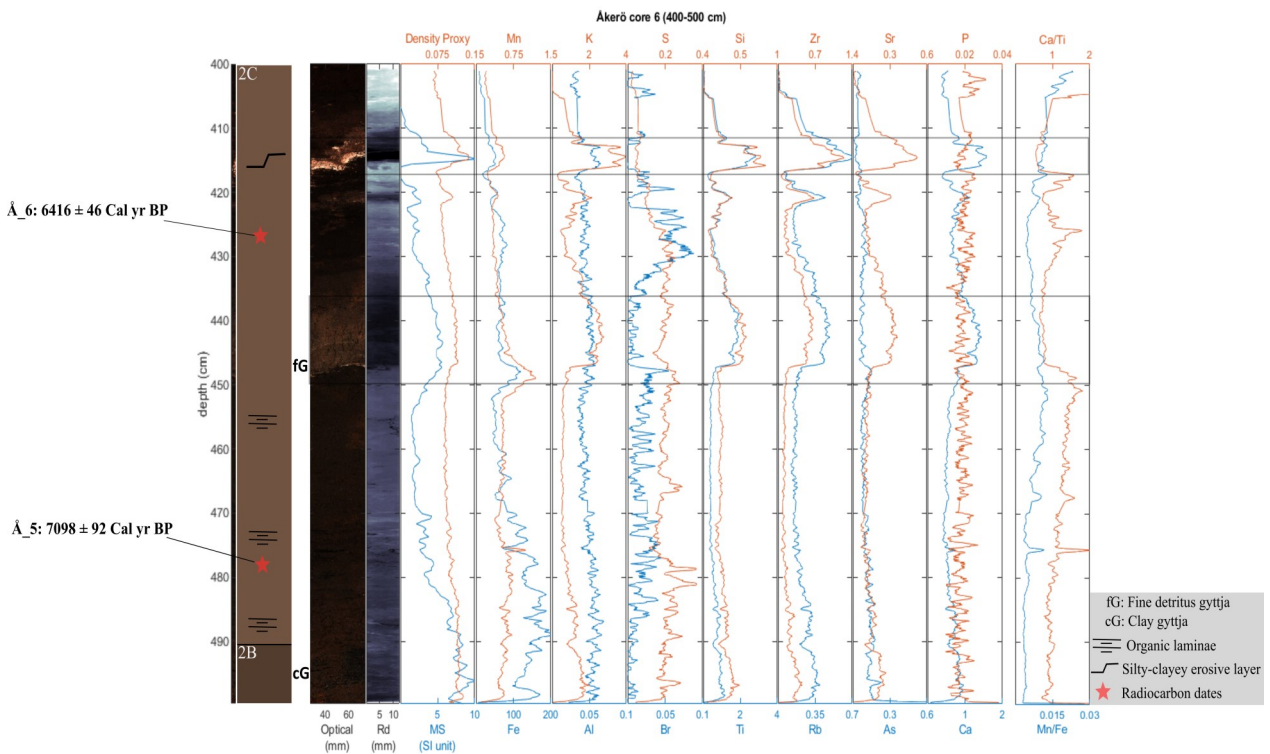 Åkerö core 6 (400-500 cm)
Density Proxy Mn K S Si Zr Sr P Ca/Ti
0.075 0.15 0.75 1.5 2 4 0.2 0.4 0.5 1 0.7 1.4 0.3 0.6 0.02 0.04 1 2
400
2C
410
420
Å_6: 6416 ± 46 Cal yr BP
430
440
fG
450
depth (cm)
460
470
Å_5: 7098 ± 92 Cal yr BP
480
490
2B
cG
40 60 5 10 5 10 100 200 0.05 0.1 0.05 0.1 2 4 0.35 0.7 0.3 0.6 1 2 0.015 0.03
Optical Rd MS Fe Al Br Ti Rb As Ca Mn/Fe
(mm) (mm) (SI unit)
fG: Fine detritus gyttja
cG: Clay gyttja
Organic laminae
Silty-clayey erosive layer
Radiocarbon dates